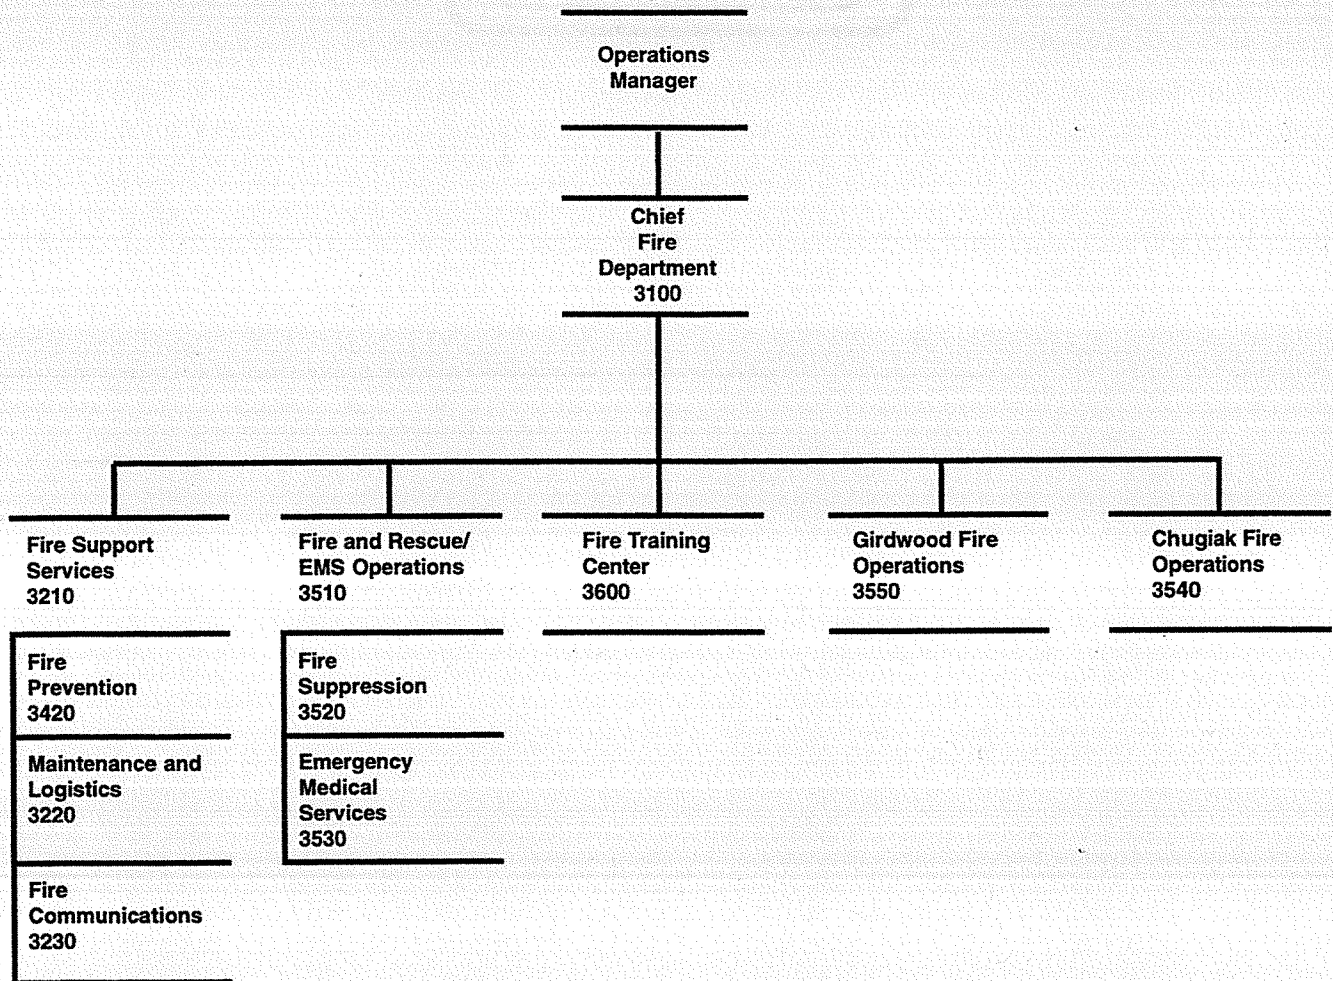 Operations
Manager
Chief
Fire
Department
3100
Fire Support
Services
3210
Fire and Rescue/
EMS Operations
3510
Fire Training
Center
3600
Girdwood Fire
Operations
3550
Chugiak Fire
Operations
3540
Fire
Prevention
3420
Maintenance and
Logistics
3220
Fire
Communications
3230
Fire
Suppression
3520
Emergency
Medical
Services
3530